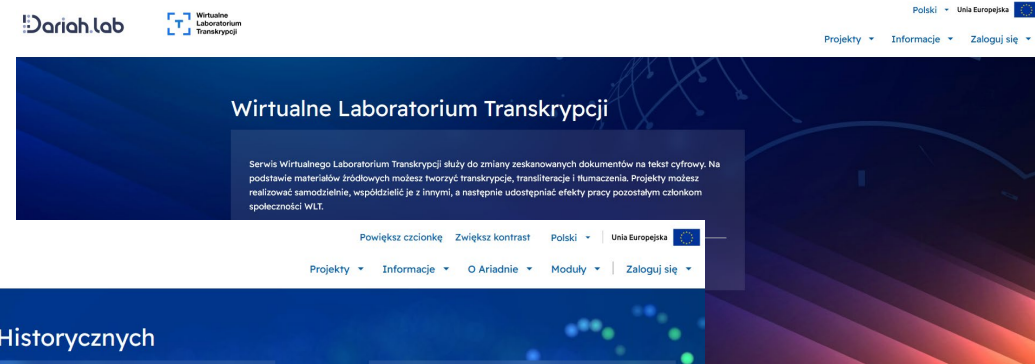 Polski Unia Europejska
Dariah.lab
Wirtualne
Laboratorium
Transkrypcji
Projekty Informacje Zaloguj się
Wirtualne Laboratorium Transkrypcji
Serwis Wirtualnego Laboratorium Transkrypcji służy do zmiany zeskanowanych dokumentów na tekst cyfrowy. Na
podstawie materiałów źródłowych możesz tworzyć transkrypcje, transliteracje i tłumaczenia. Projekty możesz
realizować samodzielnie, współdzielić je z innymi, a następnie udostępniać efekty pracy pozostałym członkom
społeczności WLT.
Powiększ czcionkę Zwiększ kontrast Polski Unia Europejska
Projekty Informacje O Ariadnie Moduły Zaloguj się
Historycznych